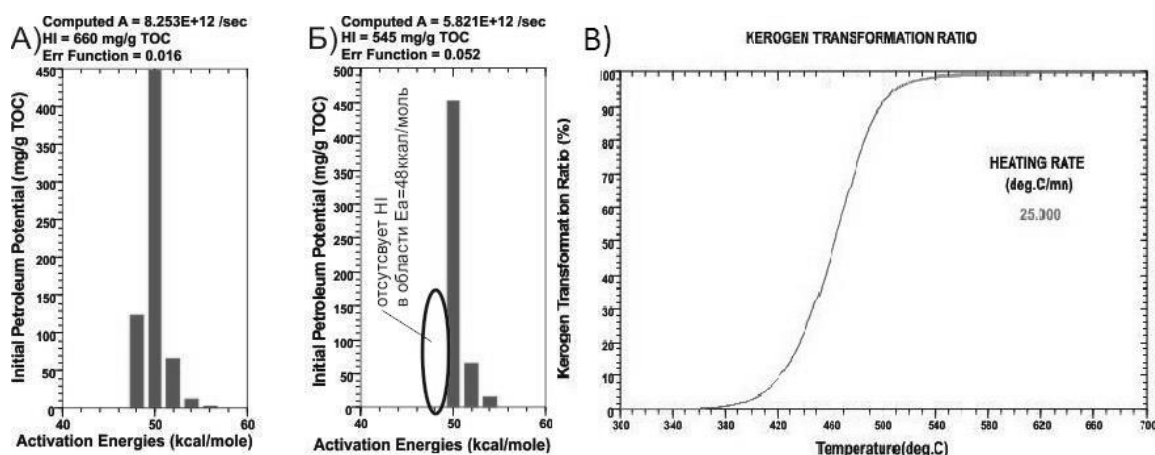 А)
Computed A = 8.253E+12 /sec
HI = 660 mg/g TOC
Err Function = 0.016
Initial Petroleum Potential (mg/g TOC)
450
400
350
300
250
200
150
100
50
0
40
50
60
Activation Energies (kcal/mole)
Б)
Computed A = 5.821E+12 /sec
HI = 545 mg/g TOC
Err Function = 0.052
Initial Petroleum Potential (mg/g TOC)
500
450
400
350
300
250
200
150
100
50
0
отсутсвует HI
в области Ea=48ккал/моль
40
50
60
Activation Energies (kcal/mole)
В)
KEROGEN TRANSFORMATION RATIO
Kerogen Transformation Ratio (%)
100
90
80
70
60
50
40
30
20
10
0
HEATING RATE
(deg.C/mn)
25.000
300 340 380 420 460 500 540 580 620 660 700
Temperature(deg.C)